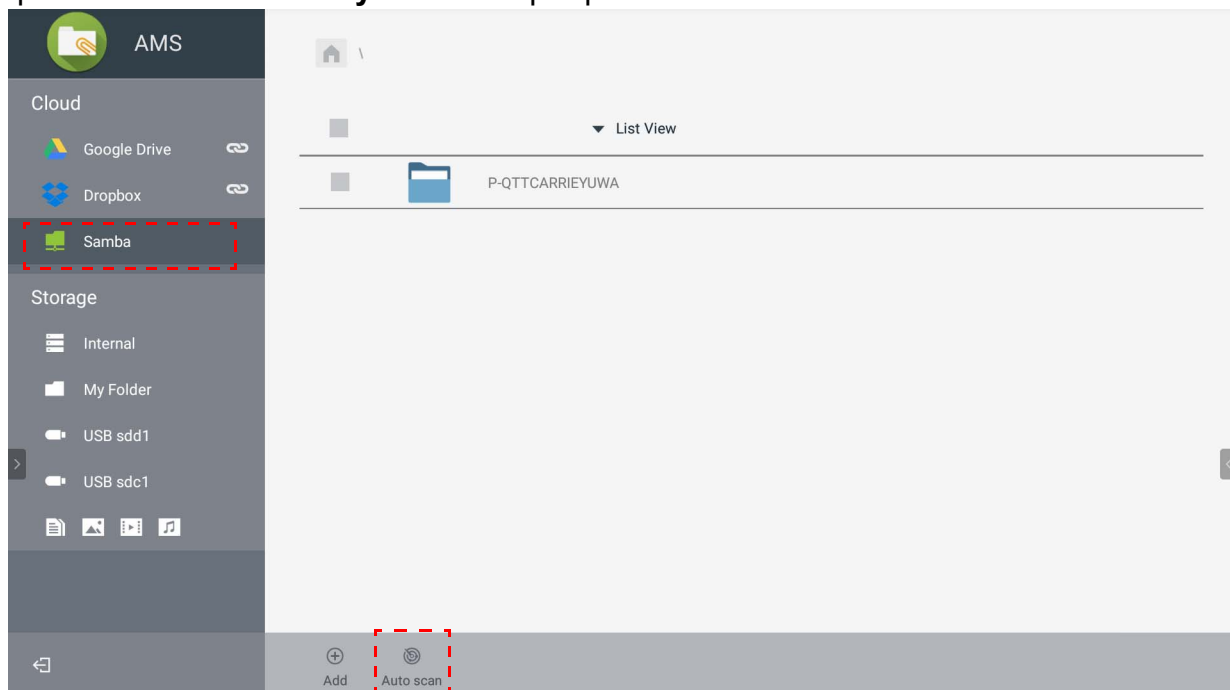 AMS
\
Cloud
Google Drive
Dropbox
Samba
Storage
Internal
My Folder
USB sdd1
USB sdc1
List View
P-QTTCARRIEYUWA
Add
Auto scan